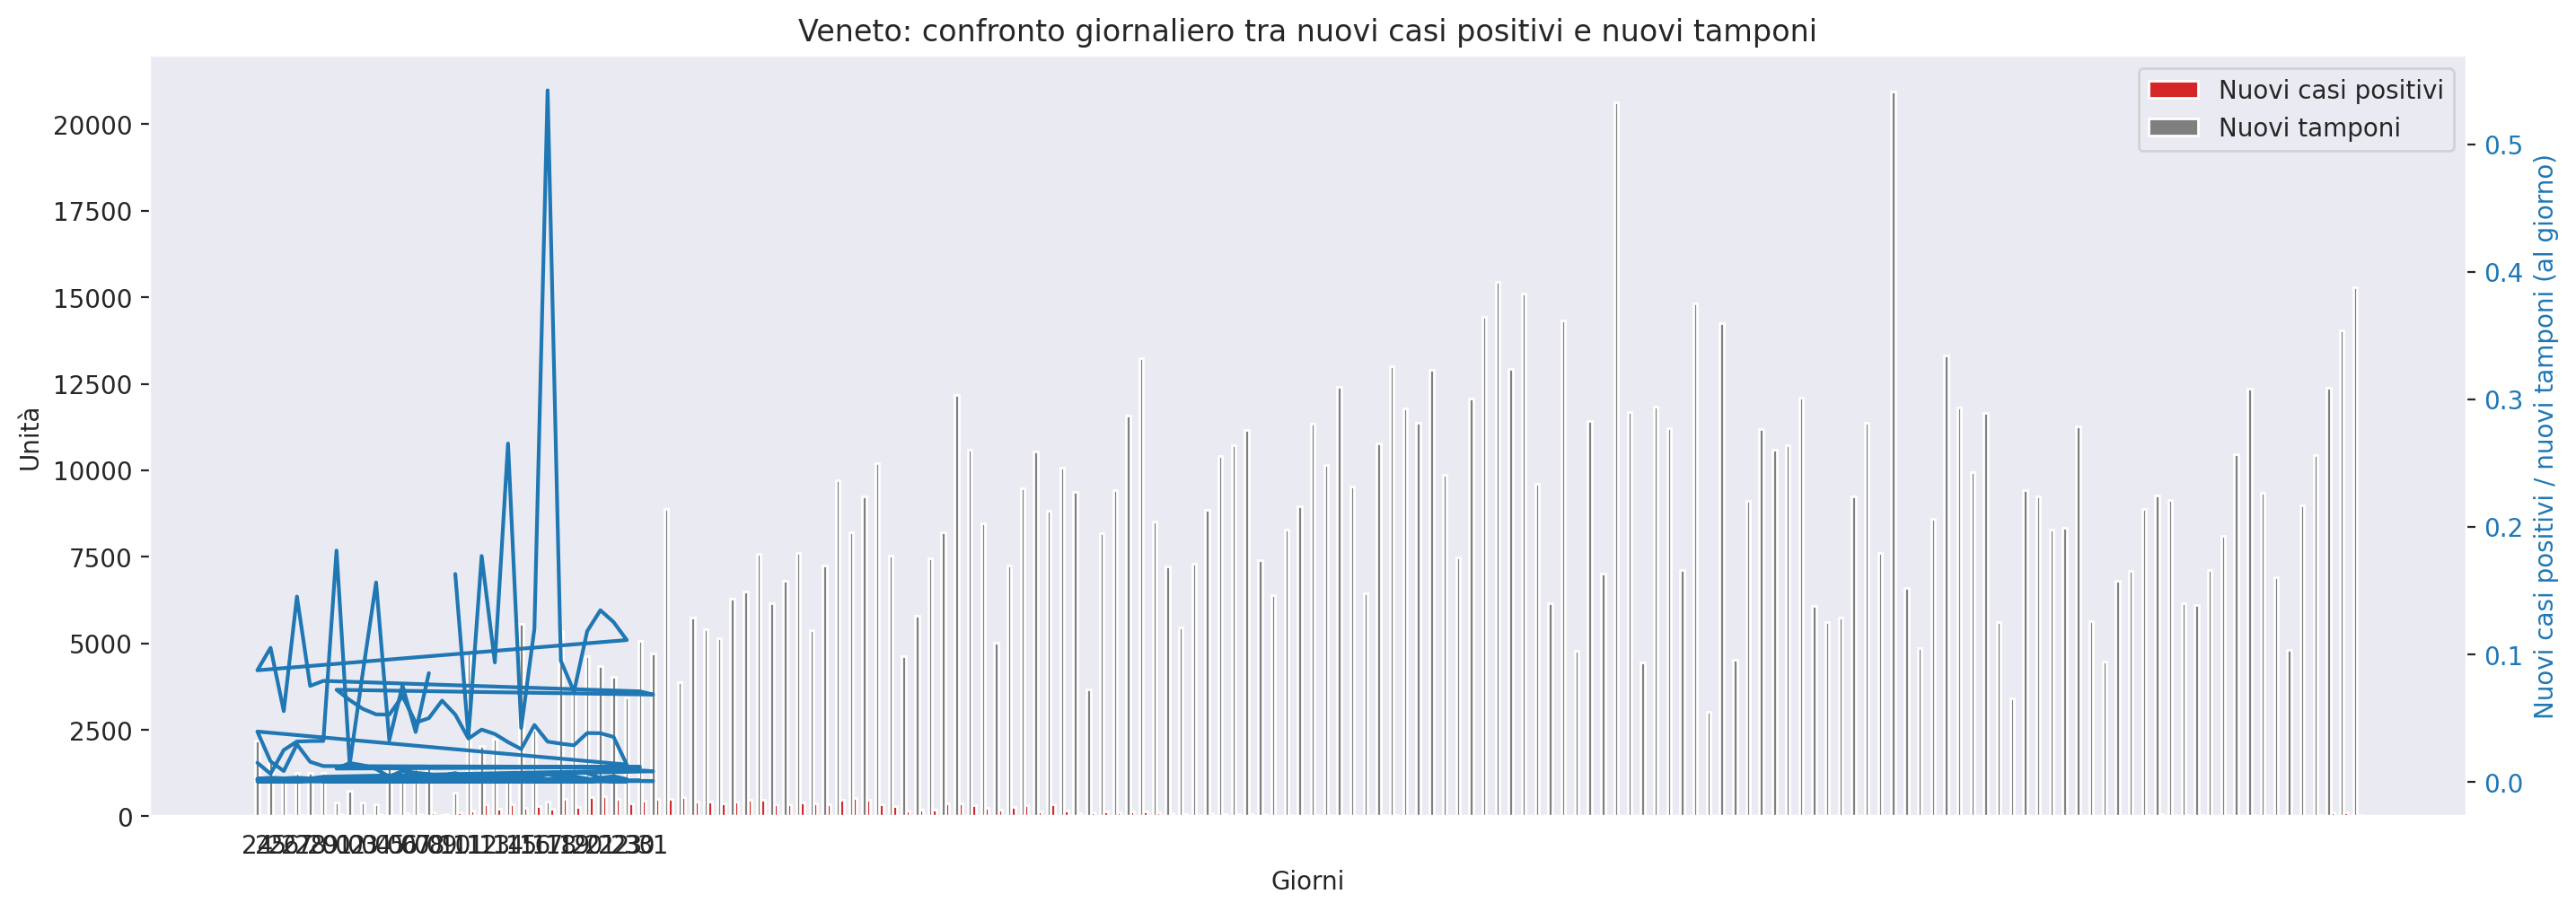 Veneto: confronto giornaliero tra nuovi casi positivi e nuovi tamponi
Nuovi casi positivi
Nuovi tamponi
Unità
20000
17500
15000
12500
10000
7500
5000
2500
0
0.5
0.4
0.3
0.2
0.1
0.0
Nuovi casi positivi / nuovi tamponi (al giorno)
Giorni